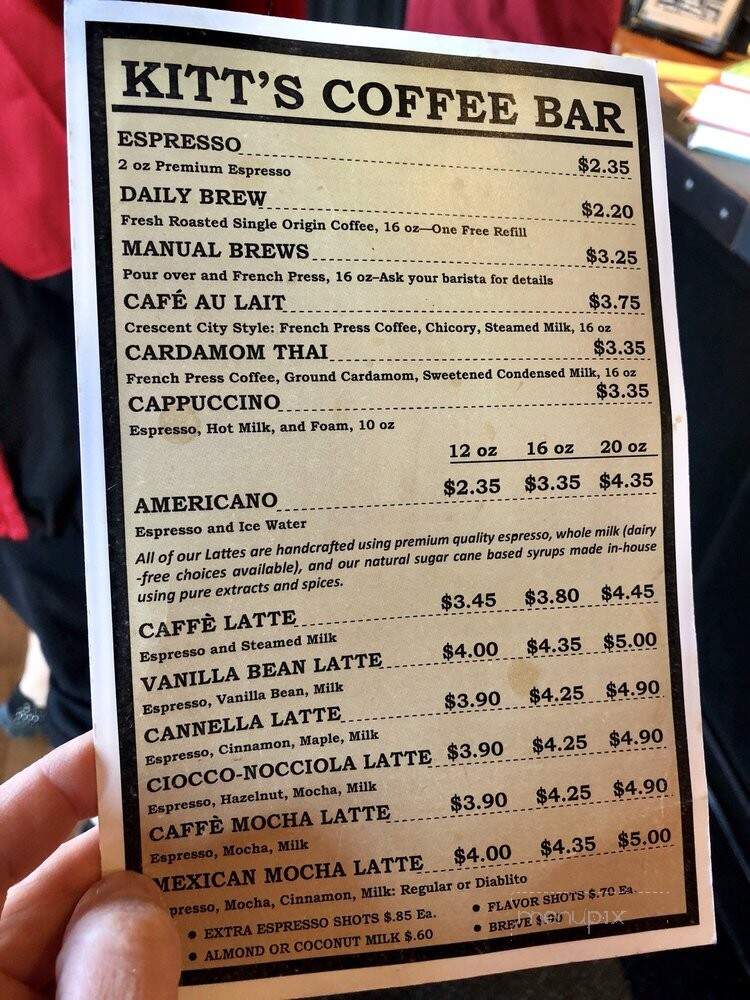 KITT'S COFFEE BAR
ESPRESSO $2.35
2 oz Premium Espresso
DAILY BREW $2.20
Fresh Roasted Single Origin Coffee, 16 oz—One Free Refill
MANUAL BREWS $3.25
Pour over and French Press, 16 oz–Ask your barista for details
CAFÉ AU LAIT $3.75
Crescent City Style: French Press Coffee, Chicory, Steamed Milk, 16 oz
CARDAMOM THAI $3.35
French Press Coffee, Ground Cardamom, Sweetened Condensed Milk, 16 oz
CAPPUCCINO $3.35
Espresso, Hot Milk, and Foam, 10 oz
12 oz 16 oz 20 oz
AMERICANO $2.35 $3.35 $4.35
Espresso and Ice Water
All of our Lattes are handcrafted using premium quality espresso, whole milk (dairy
-free choices available), and our natural sugar cane based syrups made in-house
using pure extracts and spices.
CAFFÈ LATTE $3.45 $3.80 $4.45
Espresso and Steamed Milk
VANILLA BEAN LATTE $4.00 $4.35 $5.00
Espresso, Vanilla Bean, Milk
CANNELLA LATTE $3.90 $4.25 $4.90
Espresso, Cinnamon, Maple, Milk
CIOCCO-NOCCIOLA LATTE $3.90 $4.25 $4.90
Espresso, Hazelnut, Mocha, Milk
CAFFÈ MOCHA LATTE $3.90 $4.25 $4.90
Espresso, Mocha, Milk
MEXICAN MOCHA LATTE $4.00 $4.35 $5.00
presso, Mocha, Cinnamon, Milk: Regular or Diablito
• EXTRA ESPRESSO SHOTS $.85 Ea. • FLAVOR SHOTS $.70 Ea.
• ALMOND OR COCONUT MILK $.60 • BREVE
menupix